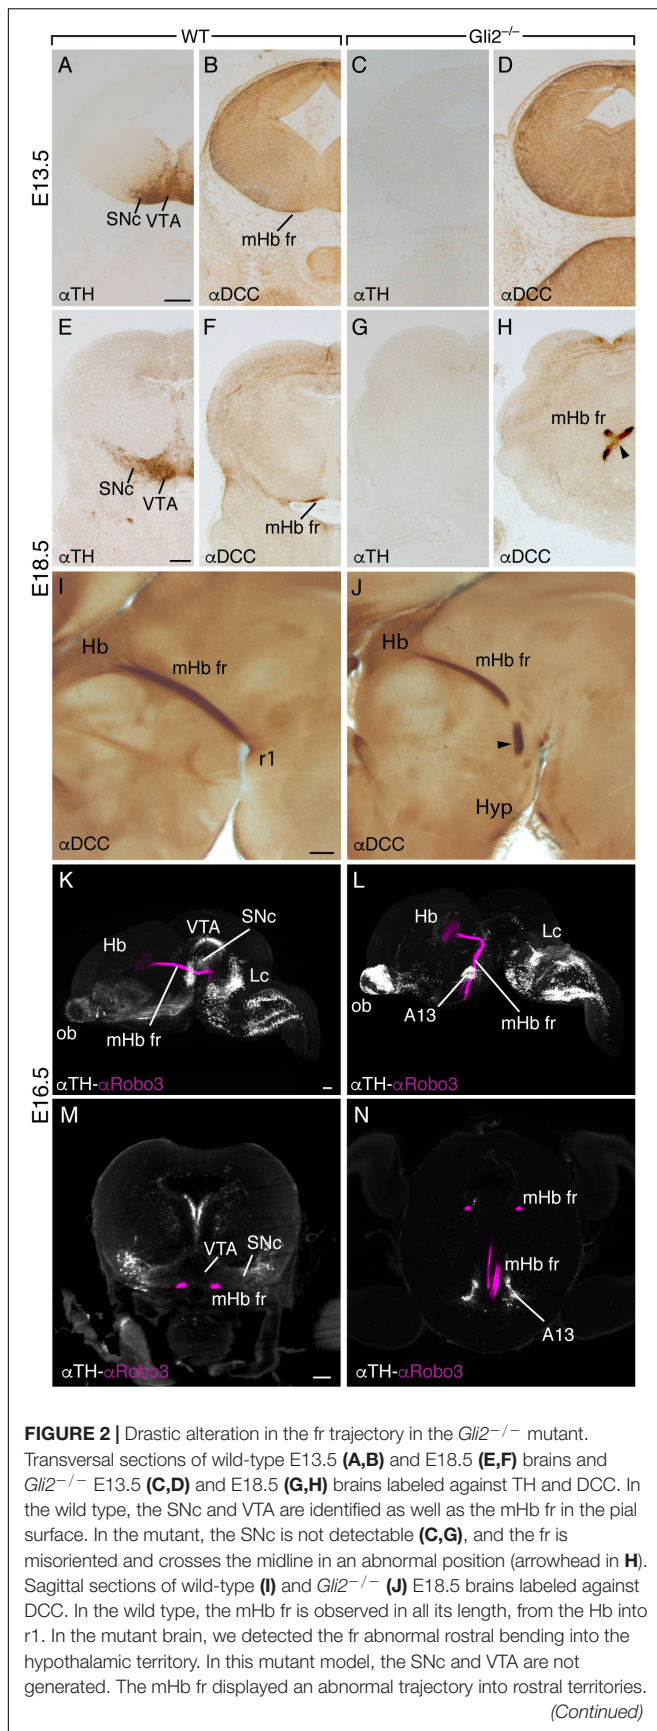 WT
Gli2−/−
A
B
C
D
E13.5
SNc VTA
mHb fr
αTH
αDCC
αTH
αDCC
E
F
G
H
mHb fr
SNc
VTA
mHb fr
αTH
αDCC
αTH
αDCC
E18.5
I
J
Hb
mHb fr
r1
αDCC
Hb
mHb fr
Hyp
αDCC
K
L
Hb
VTA
SNc
Lc
ob
mHb fr
αTH-αRobo3
Hb
Lc
ob
A13
mHb fr
αTH-αRobo3
E16.5
M
N
VTA
SNc
mHb fr
αTH-αRobo3
mHb fr
mHb fr
A13
αTH-αRobo3
FIGURE 2 | Drastic alteration in the fr trajectory in the Gli2−/− mutant.
Transversal sections of wild-type E13.5 (A,B) and E18.5 (E,F) brains and
Gli2−/− E13.5 (C,D) and E18.5 (G,H) brains labeled against TH and DCC. In
the wild type, the SNc and VTA are identified as well as the mHb fr in the pial
surface. In the mutant, the SNc is not detectable (C,G), and the fr is
misoriented and crosses the midline in an abnormal position (arrowhead in H).
Sagittal sections of wild-type (I) and Gli2−/− (J) E18.5 brains labeled against
DCC. In the wild type, the mHb fr is observed in all its length, from the Hb into
r1. In the mutant brain, we detected the fr abnormal rostral bending into the
hypothalamic territory. In this mutant model, the SNc and VTA are not
generated. The mHb fr displayed an abnormal trajectory into rostral territories.
(Continued)